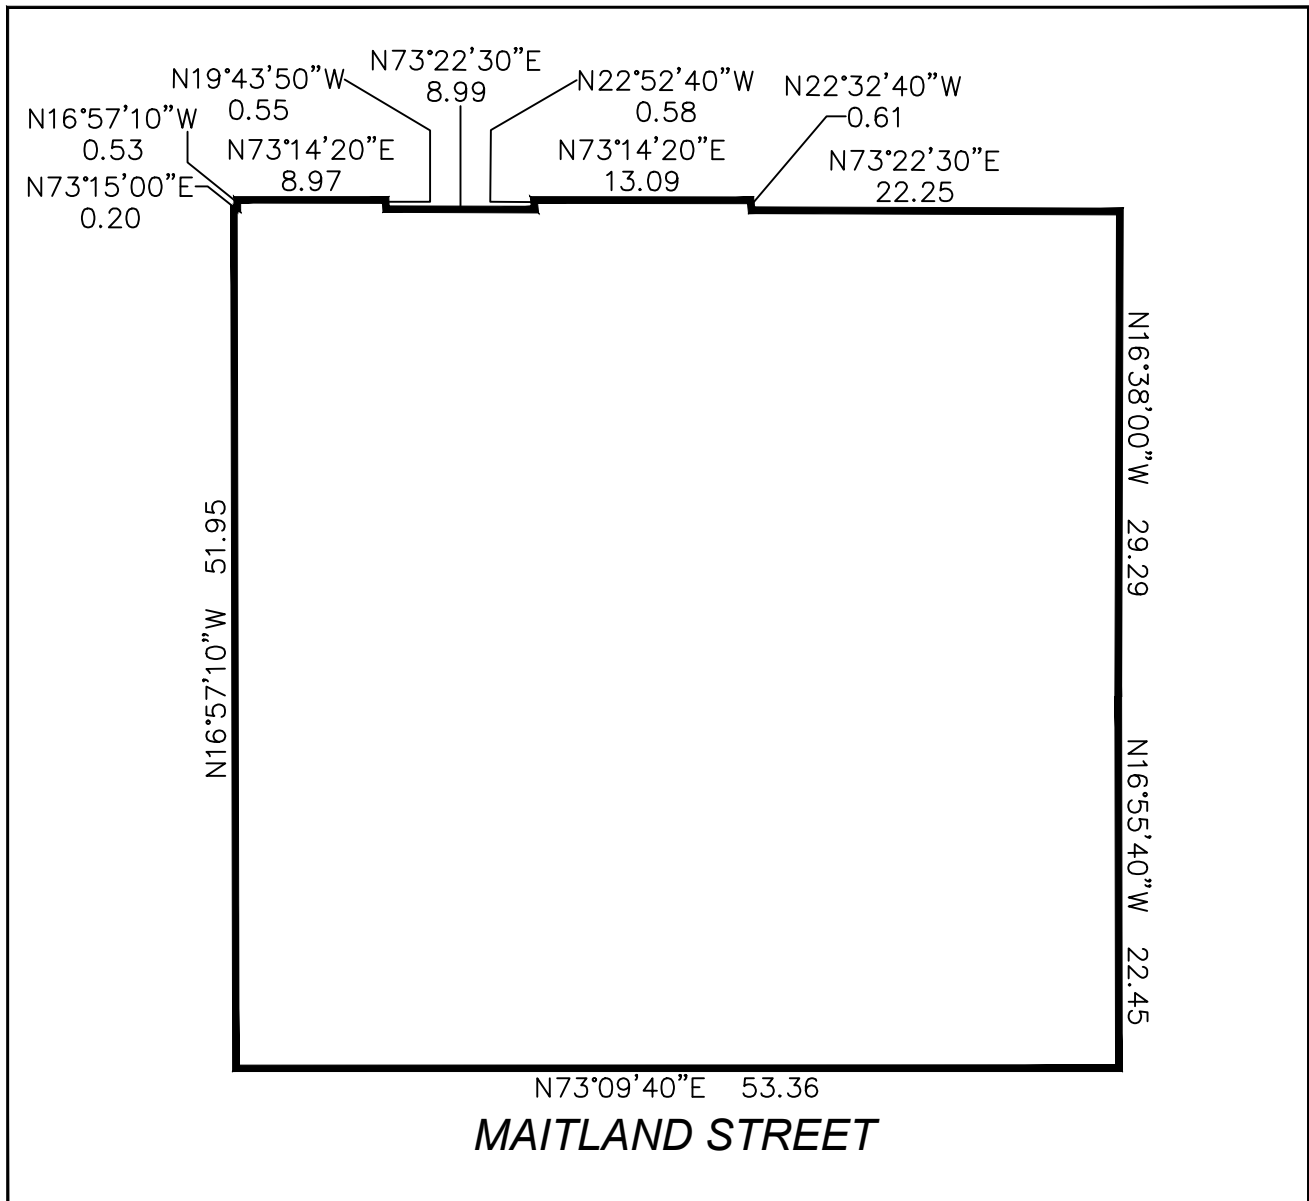 N73°22'30"E
8.99
N19°43'50"W
0.55
N22°52'40"W
0.58
N22°32'40"W
0.61
N16°57'10"W
0.53
N73°14'20"E
8.97
N73°14'20"E
13.09
N73°22'30"E
22.25
N73°15'00"E
0.20
N16°38'00"W 29.29
N16°57'10"W 51.95
N16°55'40"W 22.45
N73°09'40"E 53.36
MAITLAND STREET